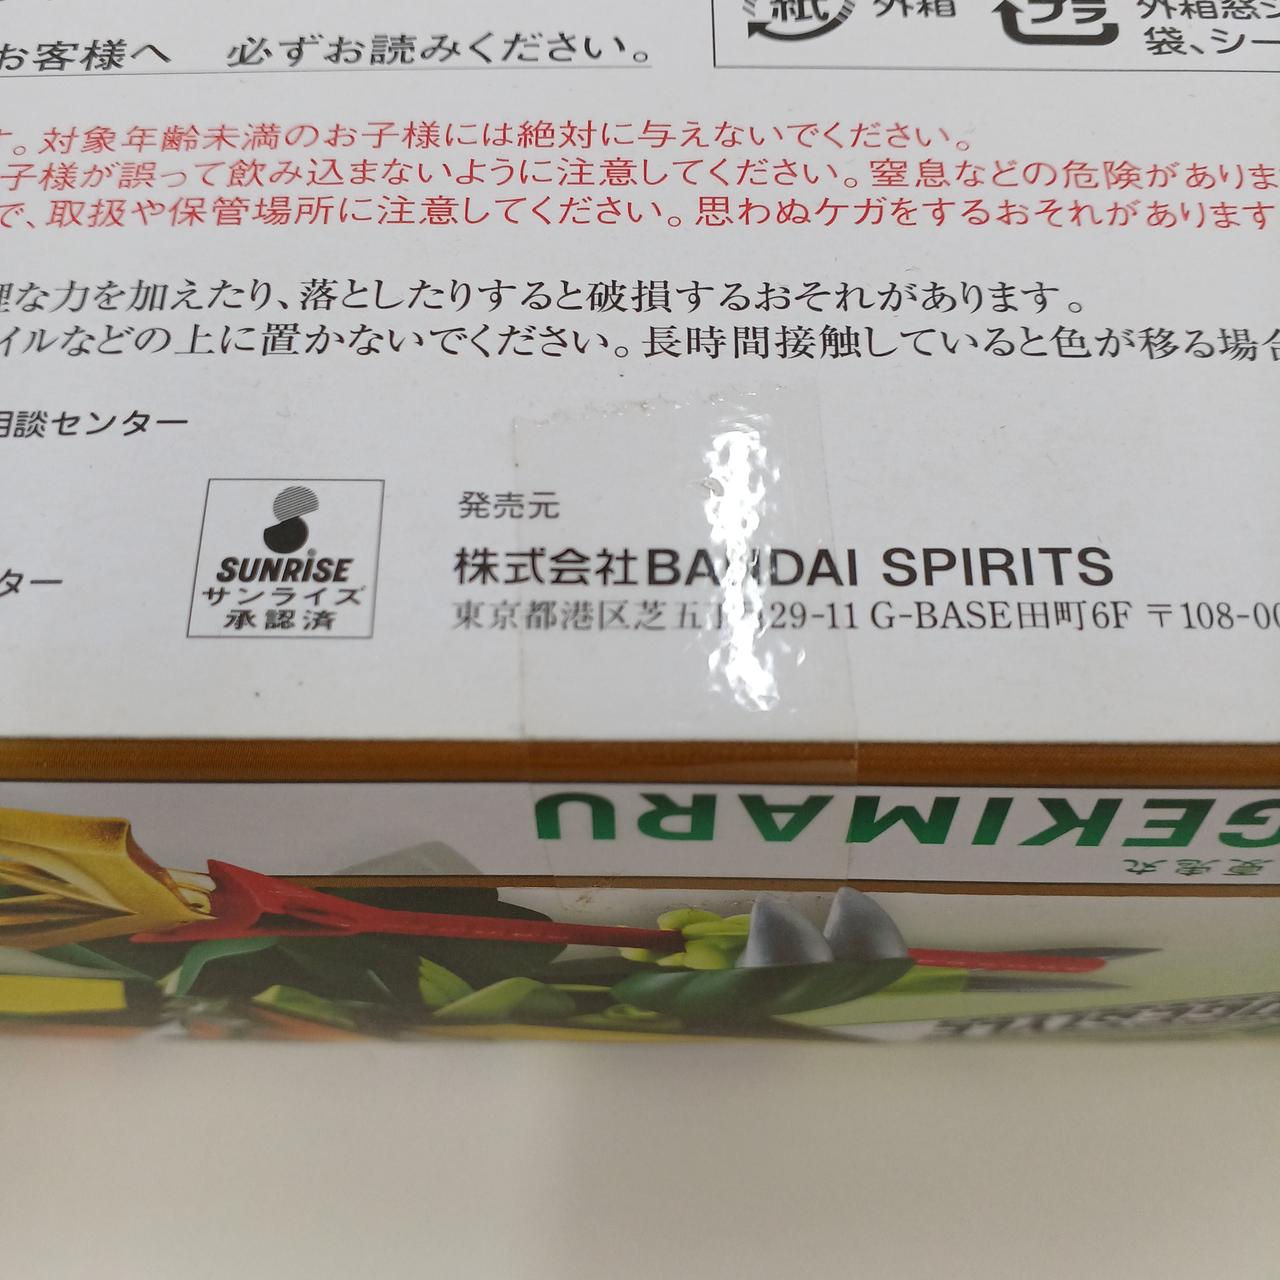 紙 外箱 プラ 外箱窓シ
袋、シー
お客様へ 必ずお読みください。
す。対象年齢未満のお子様には絶対に与えないでください。
子様が誤って飲み込まないように注意してください。窒息などの危険がありま
で、取扱や保管場所に注意してください。思わぬケガをするおそれがあります
理な力を加えたり、落としたりすると破損するおそれがあります。
イルなどの上に置かないでください。長時間接触していると色が移る場合
相談センター
ター
SUNRISE
サンライズ
承認済
発売元
株式会社BANDAI SPIRITS
東京都港区芝五丁目29-11 G-BASE田町6F 〒108-00
GEKIMARU